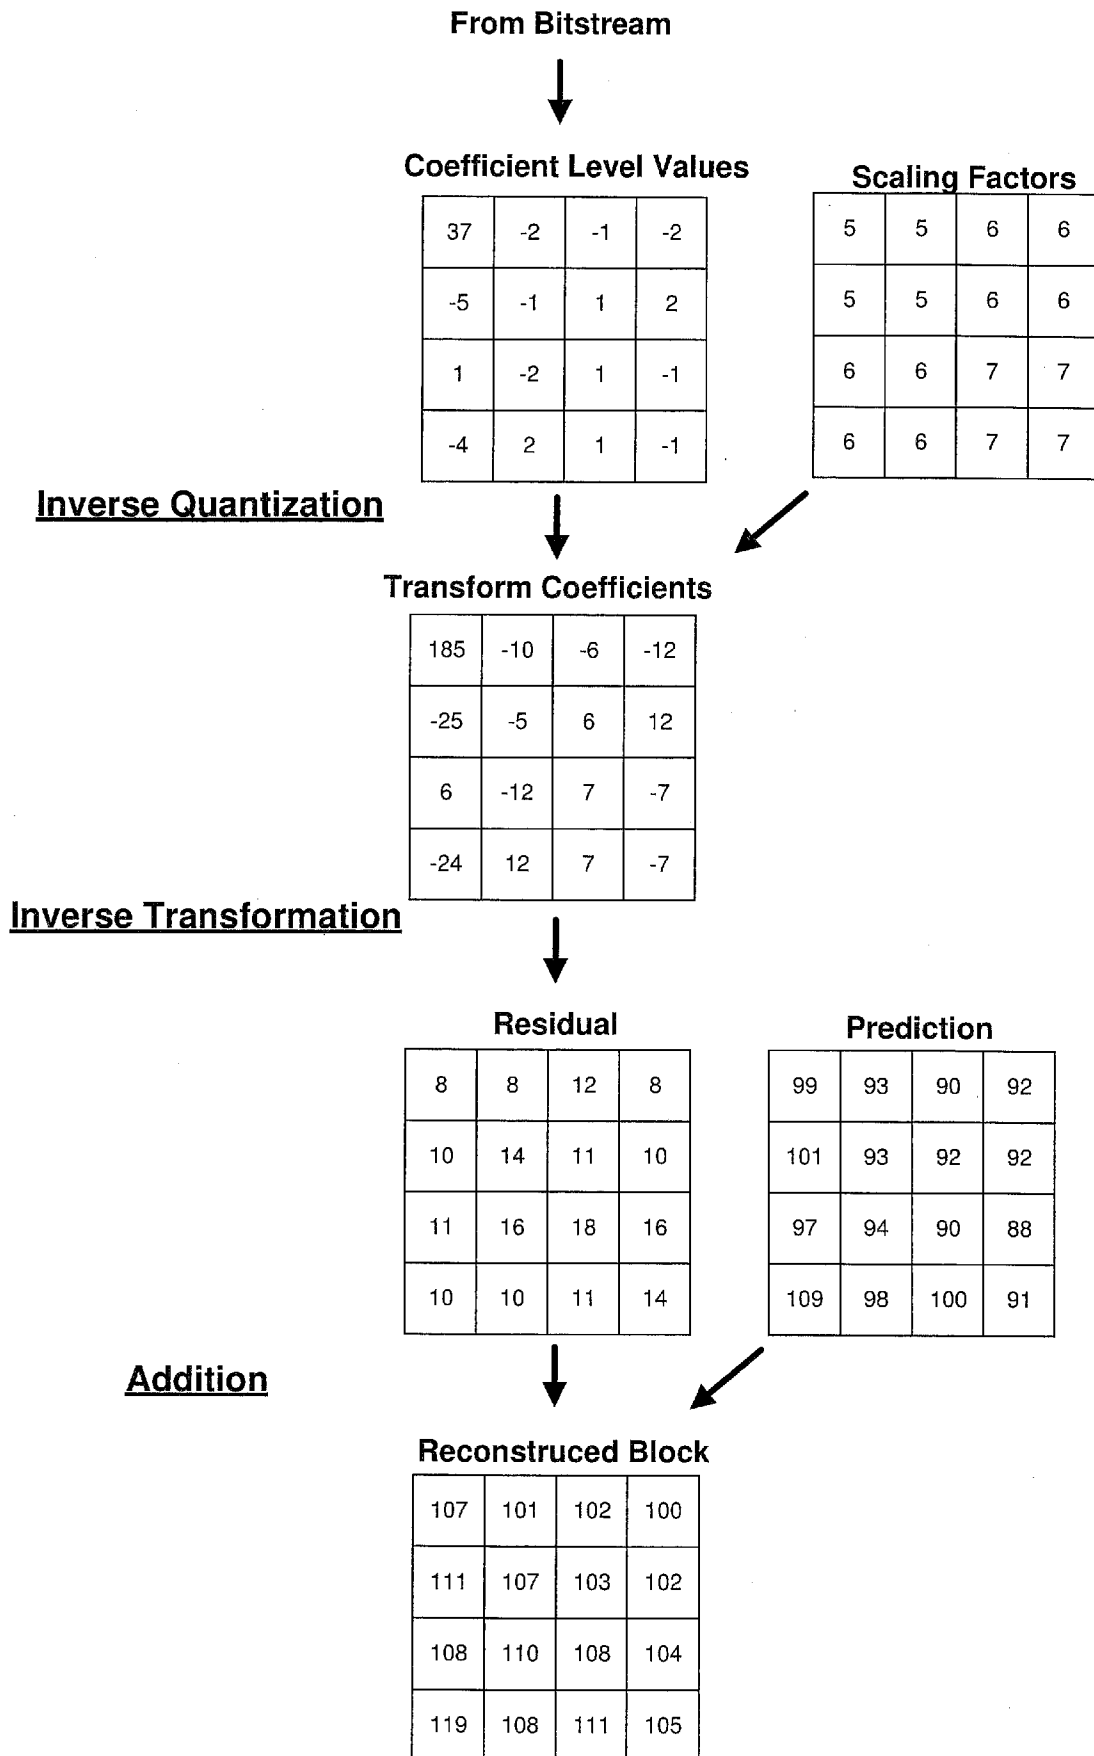 From Bitstream
Coefficient Level Values
Scaling Factors
37 -2 -1 -2
5 5 6 6
-5 -1 1 2
5 5 6 6
1 -2 1 -1
6 6 7 7
-4 2 1 -1
6 6 7 7
Inverse Quantization
Transform Coefficients
185 -10 -6 -12
-25 -5 6 12
6 -12 7 -7
-24 12 7 -7
Inverse Transformation
Residual
Prediction
8 8 12 8
99 93 90 92
10 14 11 10
101 93 92 92
11 16 18 16
97 94 90 88
10 10 11 14
109 98 100 91
Addition
Reconstruced Block
107 101 102 100
111 107 103 102
108 110 108 104
119 108 111 105